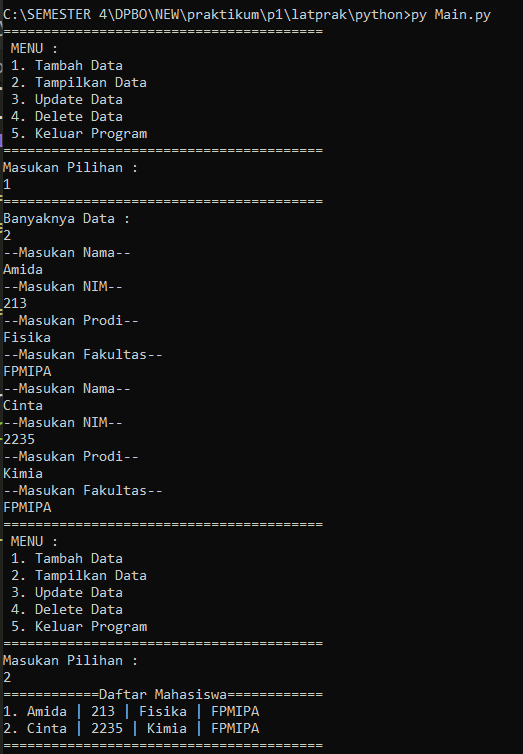 C:\SEMESTER 4\DPBO\NEW\praktikum\p1\latprak\python>py Main.py
========================================
 MENU :
 1. Tambah Data
 2. Tampilkan Data
 3. Update Data
 4. Delete Data
 5. Keluar Program
========================================
Masukan Pilihan :
1
========================================
Banyaknya Data :
2
--Masukan Nama--
Amida
--Masukan NIM--
213
--Masukan Prodi--
Fisika
--Masukan Fakultas--
FPMIPA
--Masukan Nama--
Cinta
--Masukan NIM--
2235
--Masukan Prodi--
Kimia
--Masukan Fakultas--
FPMIPA
========================================
 MENU :
 1. Tambah Data
 2. Tampilkan Data
 3. Update Data
 4. Delete Data
 5. Keluar Program
========================================
Masukan Pilihan :
2
============Daftar Mahasiswa============
1. Amida | 213 | Fisika | FPMIPA
2. Cinta | 2235 | Kimia | FPMIPA
========================================